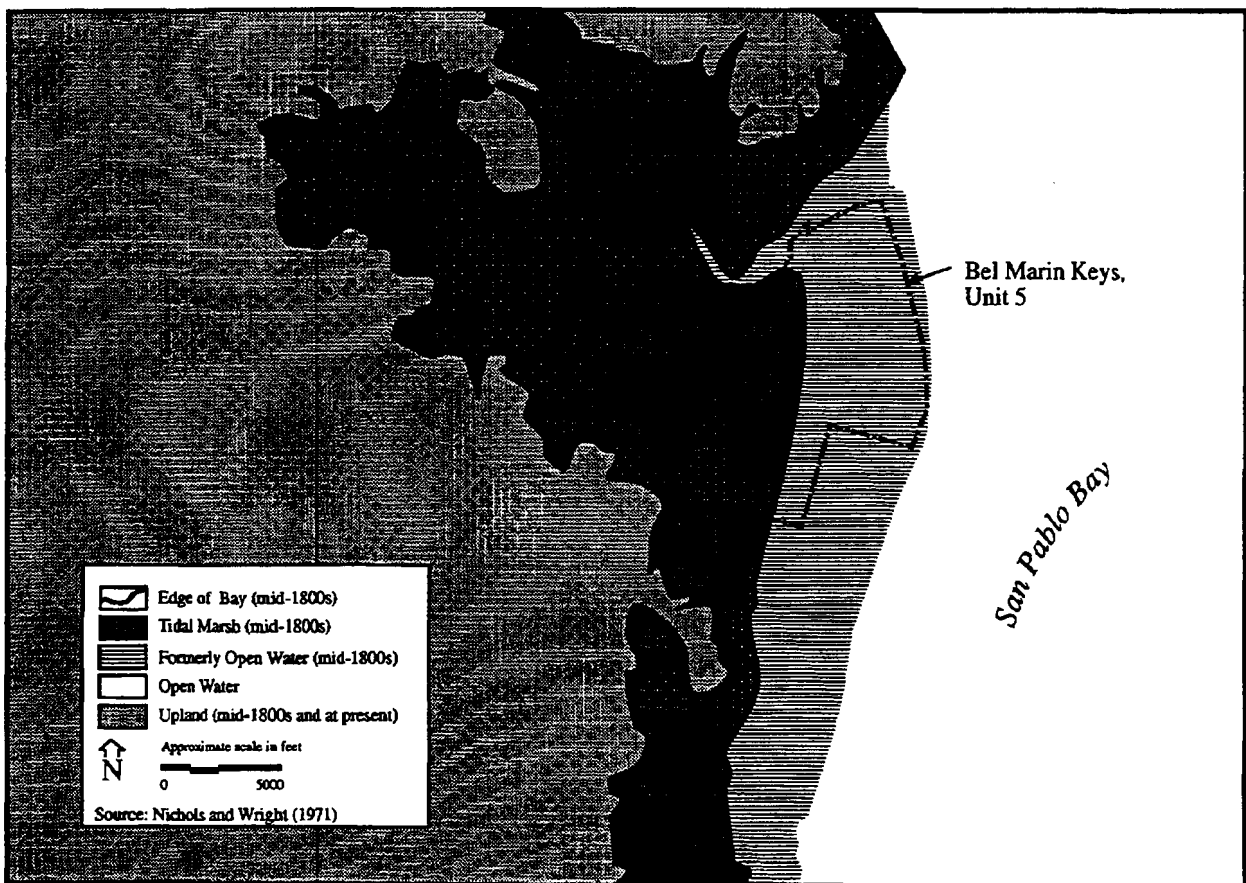 Bel Marin Keys,
Unit 5
San Pablo Bay
Edge of Bay (mid-1800s)
Tidal Marsh (mid-1800s)
Formerly Open Water (mid-1800s)
Open Water
Upland (mid-1800s and at present)
Approximate scale in feet
N
0 5000
Source: Nichols and Wright (1971)